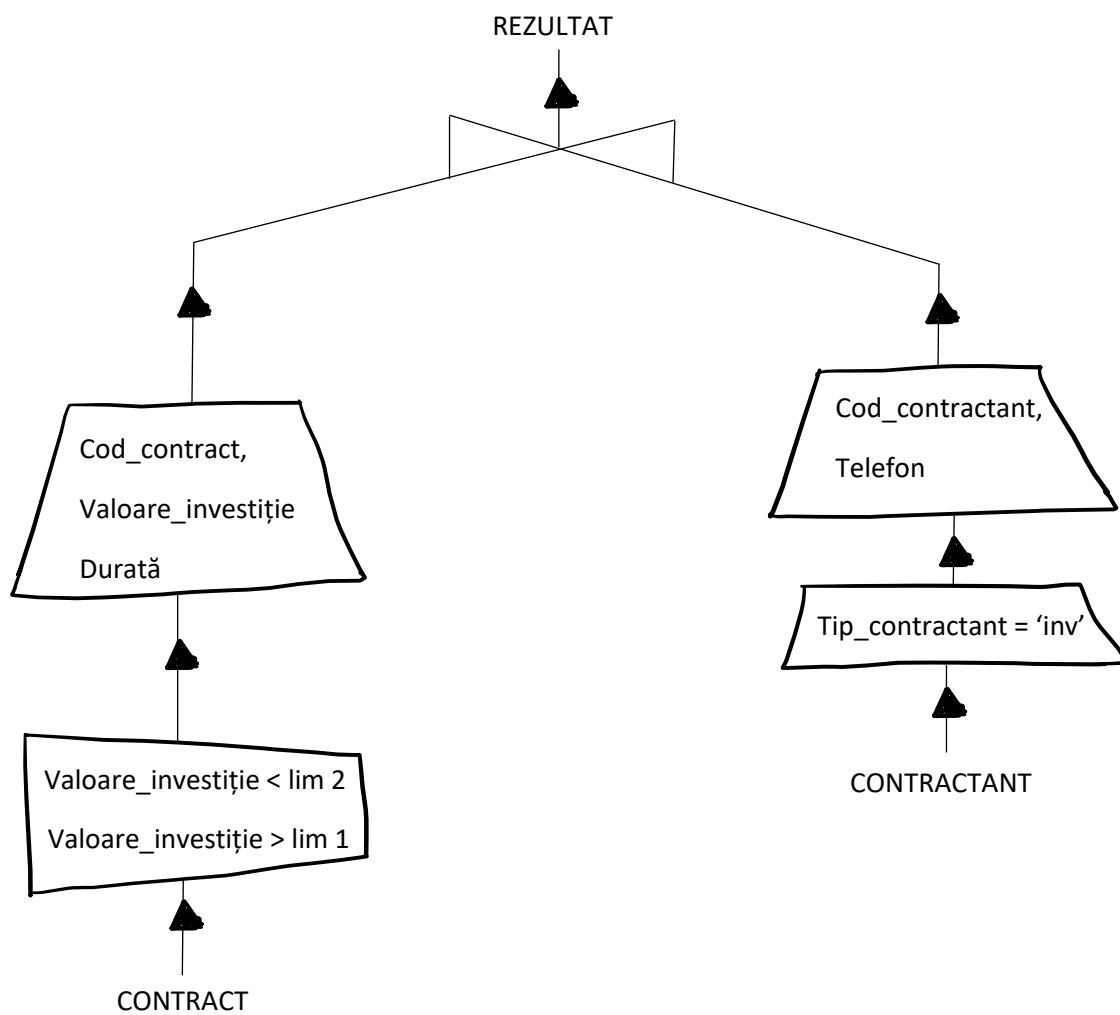 REZULTAT
Cod_contract,
Valoare_investiție
Durată
Valoare_investiție < lim 2
Valoare_investiție > lim 1
CONTRACT
Cod_contractant,
Telefon
Tip_contractant = ‘inv’
CONTRACTANT